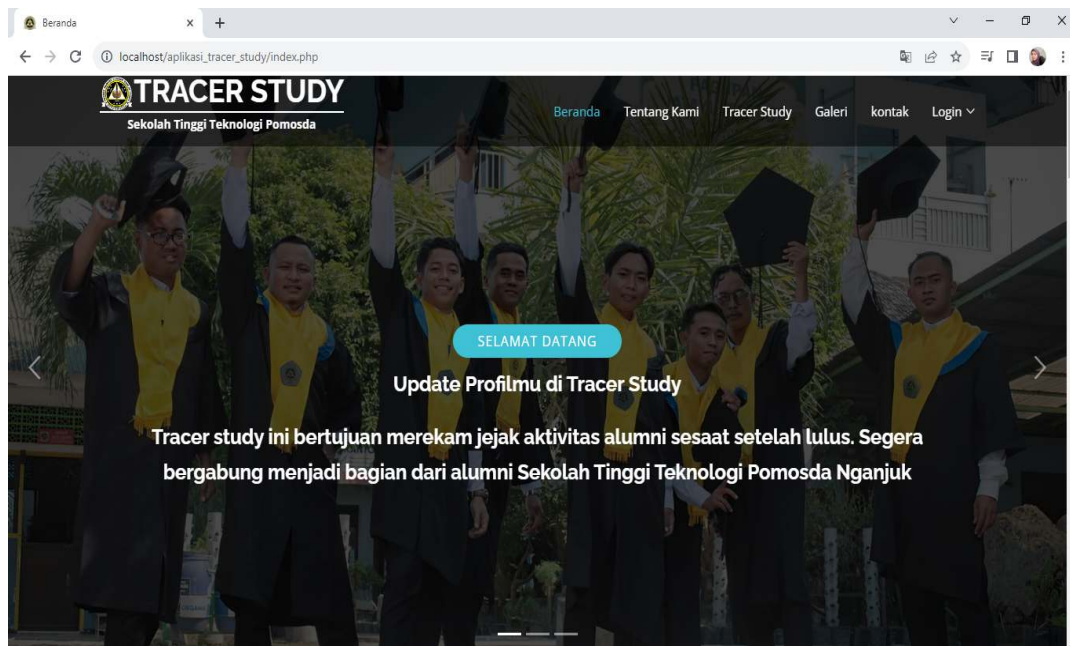 Beranda
localhost/aplikasi_tracer_study/index.php
TRACER STUDY
Sekolah Tinggi Teknologi Pomosda
Beranda Tentang Kami Tracer Study Galeri kontak Login
SELAMAT DATANG
Update Profilmu di Tracer Study
Tracer study ini bertujuan merekam jejak aktivitas alumni sesaat setelah lulus. Segera
bergabung menjadi bagian dari alumni Sekolah Tinggi Teknologi Pomosda Nganjuk